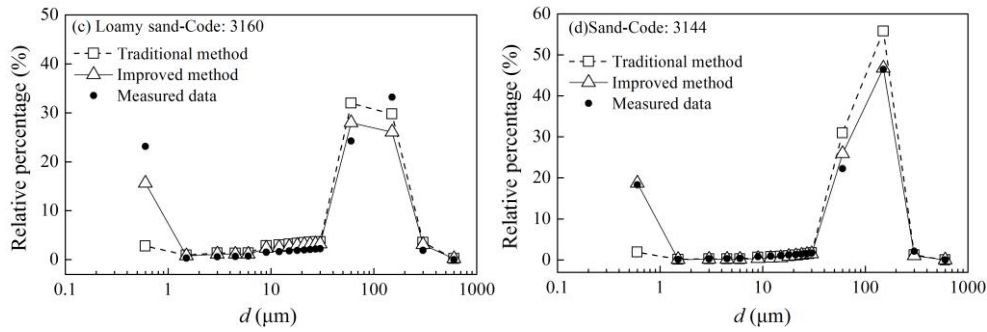 (c) Loamy sand-Code: 3160
Traditional method
Improved method
Measured data
Relative percentage (%)
50
40
30
20
10
0
0.1 1 10 100 1000
d (μm)
(d)Sand-Code: 3144
Traditional method
Improved method
Measured data
Relative percentage (%)
60
50
40
30
20
10
0
0.1 1 10 100 1000
d (μm)